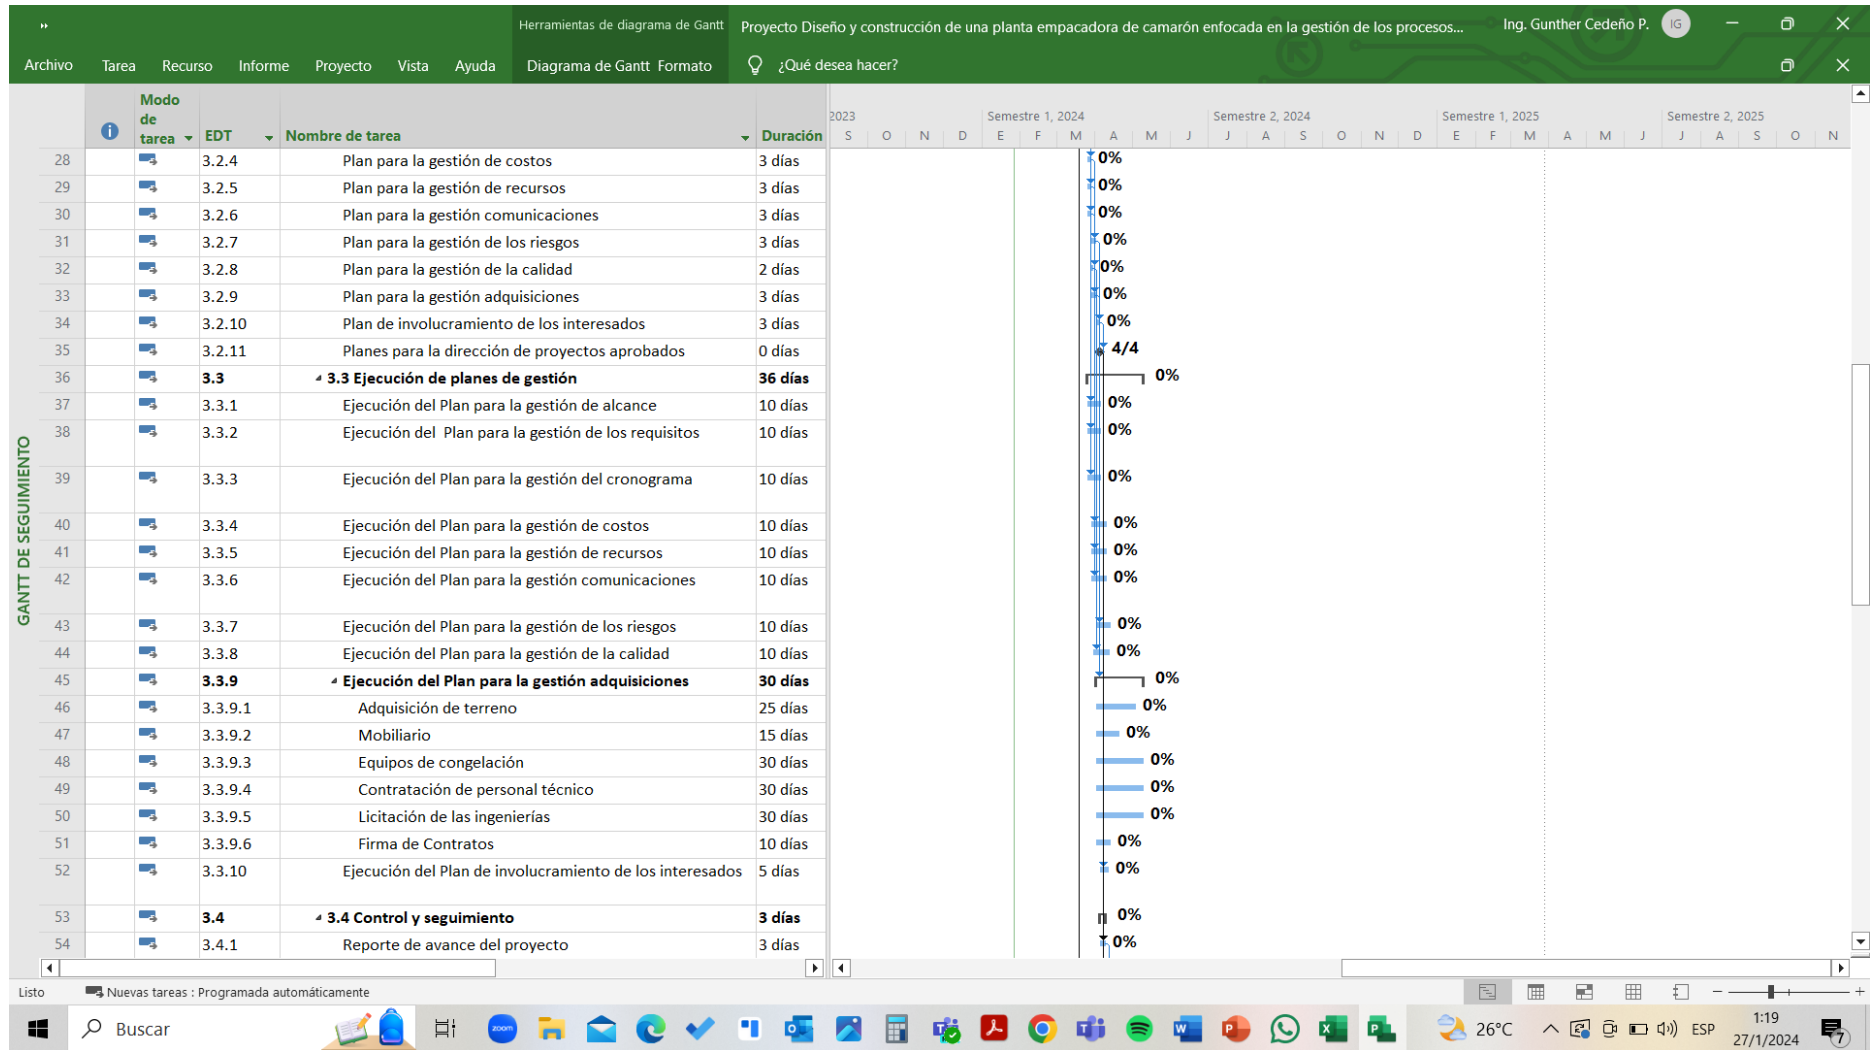 Herramientas de diagrama de Gantt Proyecto Diseño y construcción de una planta empacadora de camarón enfocada en la gestión de los procesos... Ing. Gunther Cedeño P. IG
Archivo Tarea Recurso Informe Proyecto Vista Ayuda Diagrama de Gantt Formato ¿Qué desea hacer?
Modo de tarea EDT Nombre de tarea Duración
2023 Semestre 1, 2024 Semestre 2, 2024 Semestre 1, 2025 Semestre 2, 2025
S O N D E F M A M J J A S O N D E F M A M J J A S O N
28 3.2.4 Plan para la gestión de costos 3 días 0%
29 3.2.5 Plan para la gestión de recursos 3 días 0%
30 3.2.6 Plan para la gestión comunicaciones 3 días 0%
31 3.2.7 Plan para la gestión de los riesgos 3 días 0%
32 3.2.8 Plan para la gestión de la calidad 2 días 0%
33 3.2.9 Plan para la gestión adquisiciones 3 días 0%
34 3.2.10 Plan de involucramiento de los interesados 3 días 0%
35 3.2.11 Planes para la dirección de proyectos aprobados 0 días 4/4
36 3.3 3.3 Ejecución de planes de gestión 36 días 0%
37 3.3.1 Ejecución del Plan para la gestión de alcance 10 días 0%
38 3.3.2 Ejecución del  Plan para la gestión de los requisitos 10 días 0%
39 3.3.3 Ejecución del Plan para la gestión del cronograma 10 días 0%
40 3.3.4 Ejecución del Plan para la gestión de costos 10 días 0%
41 3.3.5 Ejecución del Plan para la gestión de recursos 10 días 0%
42 3.3.6 Ejecución del Plan para la gestión comunicaciones 10 días 0%
43 3.3.7 Ejecución del Plan para la gestión de los riesgos 10 días 0%
44 3.3.8 Ejecución del Plan para la gestión de la calidad 10 días 0%
45 3.3.9 Ejecución del Plan para la gestión adquisiciones 30 días 0%
46 3.3.9.1 Adquisición de terreno 25 días 0%
47 3.3.9.2 Mobiliario 15 días 0%
48 3.3.9.3 Equipos de congelación 30 días 0%
49 3.3.9.4 Contratación de personal técnico 30 días 0%
50 3.3.9.5 Licitación de las ingenierías 30 días 0%
51 3.3.9.6 Firma de Contratos 10 días 0%
52 3.3.10 Ejecución del Plan de involucramiento de los interesados 5 días 0%
53 3.4 3.4 Control y seguimiento 3 días 0%
54 3.4.1 Reporte de avance del proyecto 3 días 0%
GANTT DE SEGUIMIENTO
Listo Nuevas tareas : Programada automáticamente
Buscar zoom 26°C ESP 1:19
27/1/2024 7